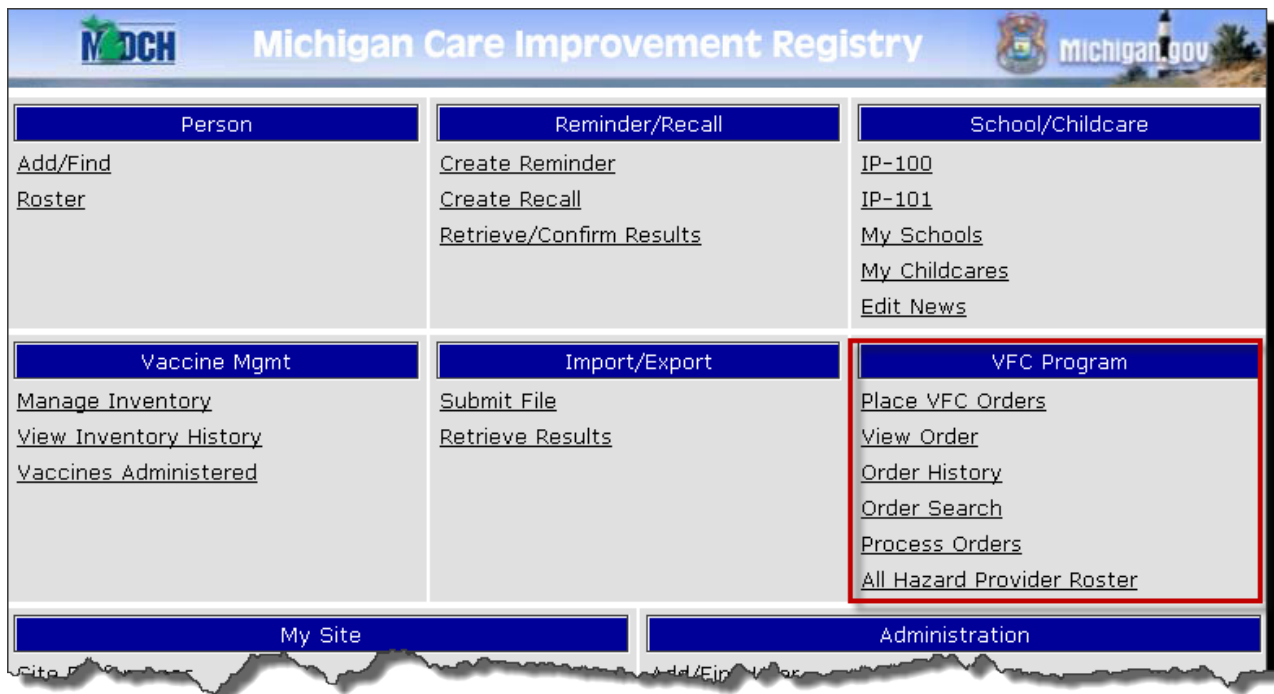 MDCH Michigan Care Improvement Registry Michigan.gov
Person
Add/Find
Roster
Reminder/Recall
Create Reminder
Create Recall
Retrieve/Confirm Results
School/Childcare
IP-100
IP-101
My Schools
My Childcares
Edit News
Vaccine Mgmt
Manage Inventory
View Inventory History
Vaccines Administered
Import/Export
Submit File
Retrieve Results
VFC Program
Place VFC Orders
View Order
Order History
Order Search
Process Orders
All Hazard Provider Roster
My Site
Site
Administration
Add/Find